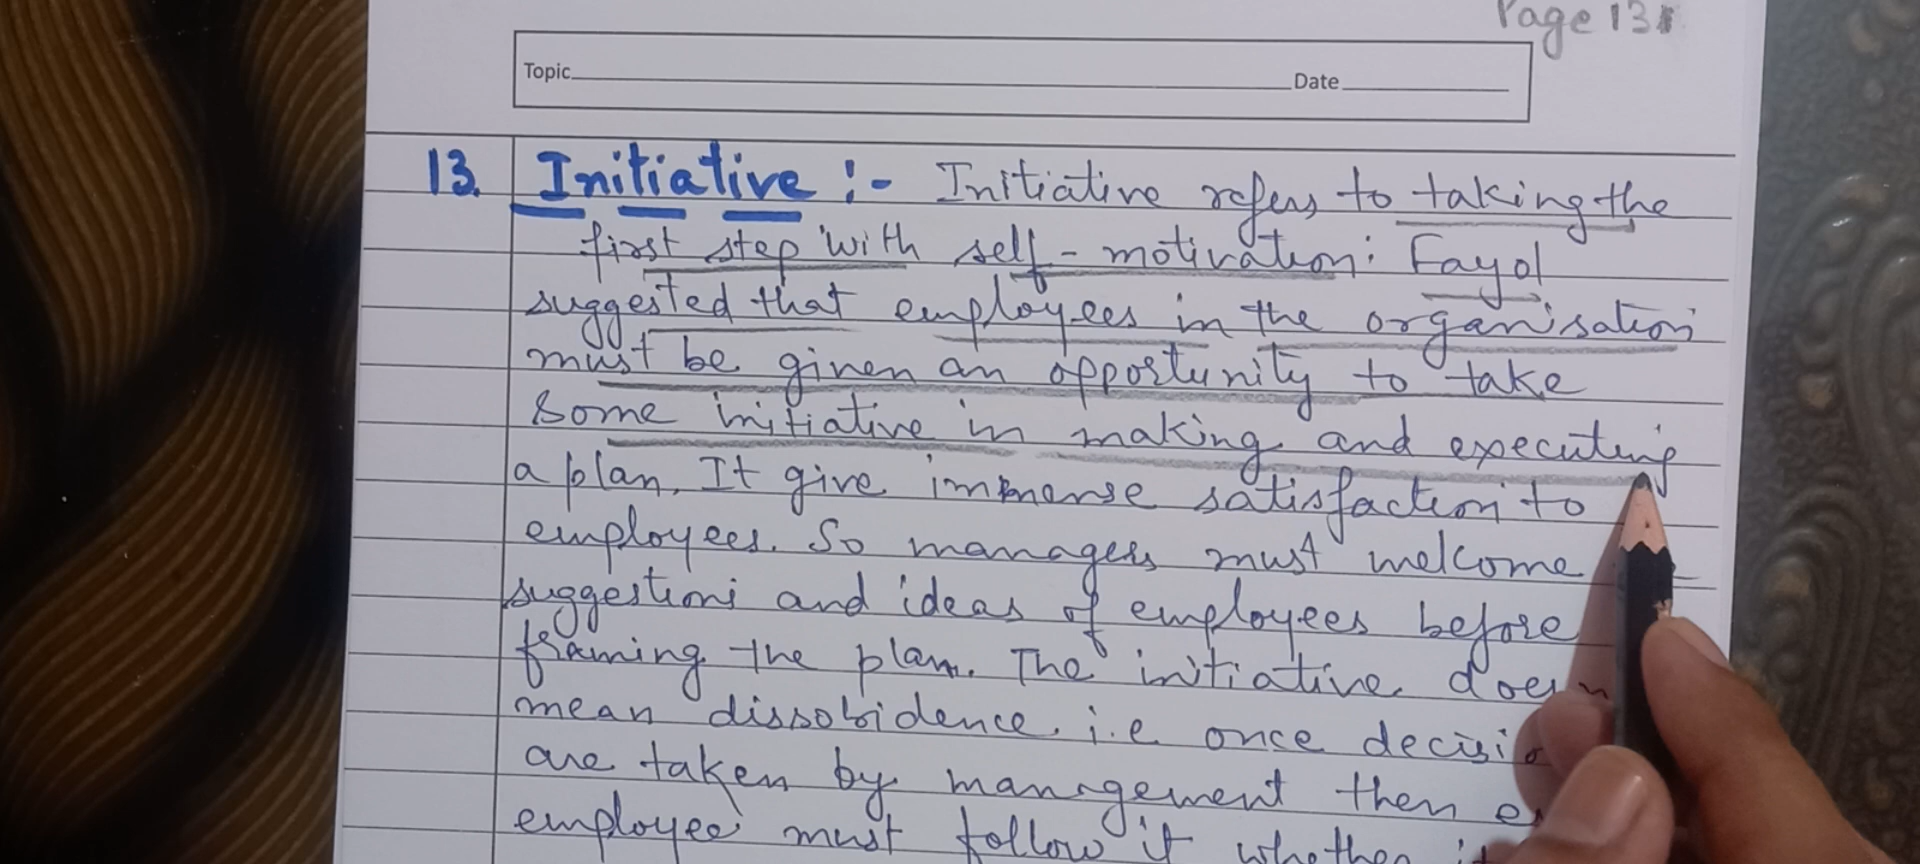 Page 13
Topic Date
13. Initiative :- Initiative refers to taking the
first step with self-motivation. Fayol
suggested that employees in the organisation
must be given an opportunity to take
some initiative in making and executing
a plan. It give immense satisfaction to
employees. So managers must welcome
suggestions and ideas of employees before
framing the plan. The initiative
mean dissobidence i.e once
are taken by management then
employee must follow it whether